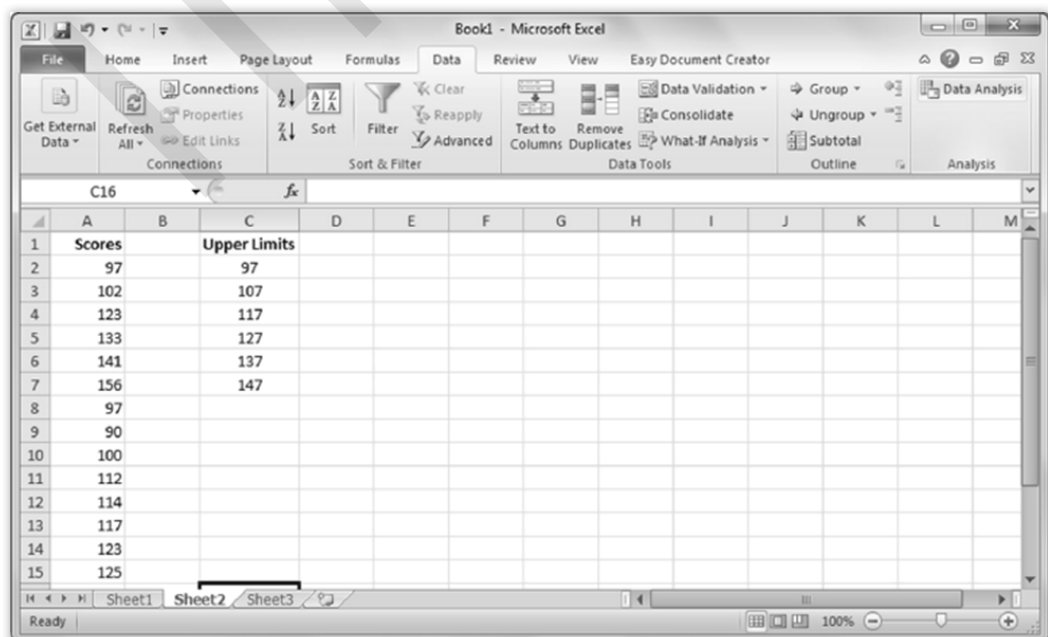 Book1 - Microsoft Excel
File Home Insert Page Layout Formulas Data Review View Easy Document Creator
Get External Data
Refresh All
Connections
Properties
Edit Links
Connections
Sort
Filter
Clear
Reapply
Advanced
Sort & Filter
Text to Columns
Remove Duplicates
Data Validation
Consolidate
What-If Analysis
Data Tools
Group
Ungroup
Subtotal
Outline
Data Analysis
Analysis
C16 fx
A B C D E F G H I J K L M
1 Scores Upper Limits
2 97 97
3 102 107
4 123 117
5 133 127
6 141 137
7 156 147
8 97
9 90
10 100
11 112
12 114
13 117
14 123
15 125
Sheet1 Sheet2 Sheet3
Ready 100%